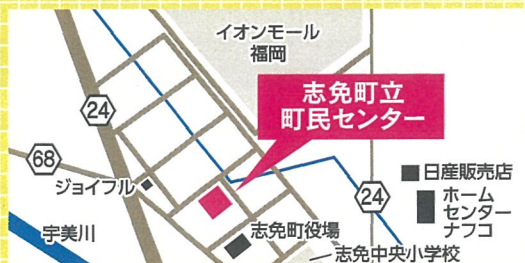 イオンモール
福岡
志免町立
町民センター
24
68
ジョイフル
日産販売店
24
ホーム
センター
ナフコ
宇美川
志免町役場
志免中央小学校